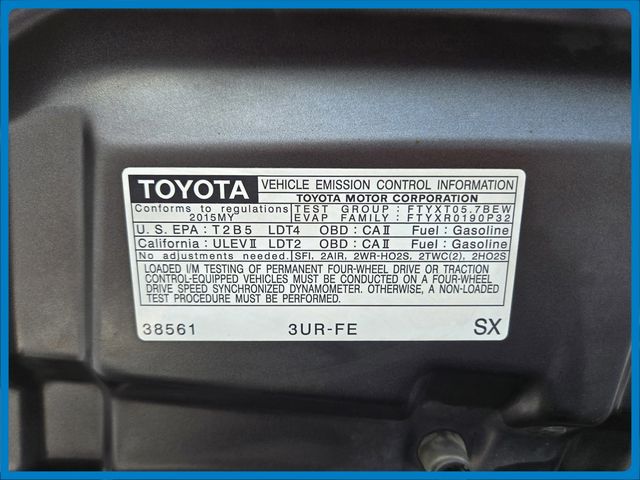 TOYOTA VEHICLE EMISSION CONTROL INFORMATION
TOYOTA MOTOR CORPORATION
Conforms to regulations TEST GROUP : FTYXT05.7BEW
2015MY EVAP FAMILY : FTYXR0190P32
U.S. EPA : T2B5 LDT4 OBD : CAⅡ Fuel : Gasoline
California : ULEVⅡ LDT2 OBD : CAⅡ Fuel : Gasoline
No adjustments needed. SFI, 2AIR, 2WR-HO2S, 2TWC(2), 2HO2S
LOADED I/M TESTING OF PERMANENT FOUR-WHEEL DRIVE OR TRACTION
CONTROL-EQUIPPED VEHICLES MUST BE CONDUCTED ON A FOUR-WHEEL
DRIVE SPEED SYNCHRONIZED DYNAMOMETER. OTHERWISE, A NON-LOADED
TEST PROCEDURE MUST BE PERFORMED.
38561 3UR-FE SX